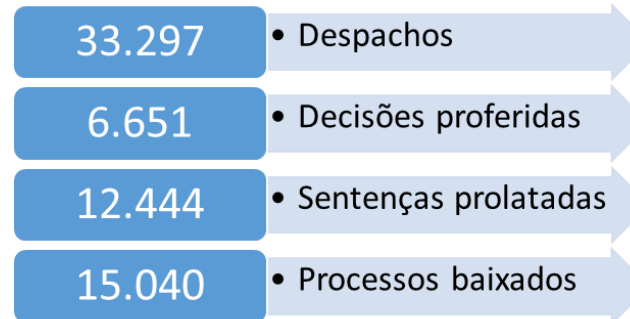 33.297 • Despachos
6.651 • Decisões proferidas
12.444 • Sentenças prolatadas
15.040 • Processos baixados